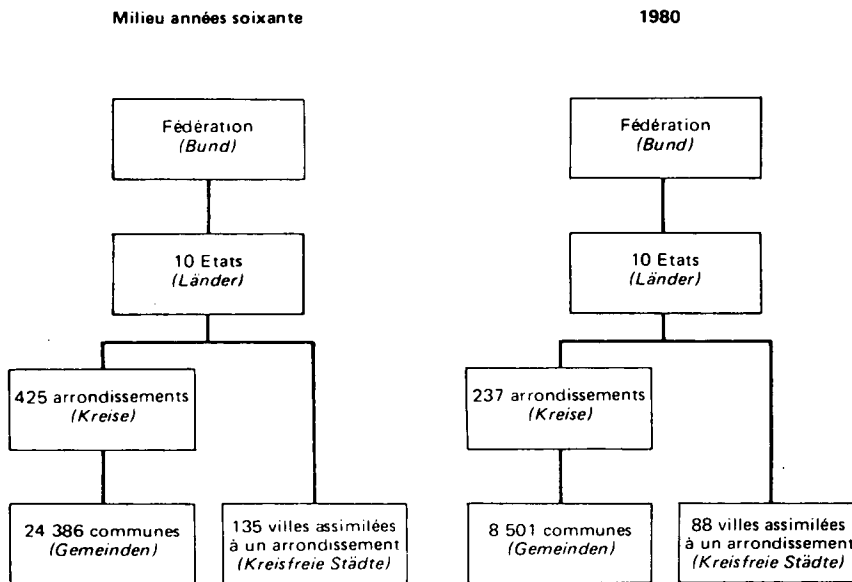 Milieu années soixante
Fédération
(Bund)
10 Etats
(Länder)
425 arrondissements
(Kreise)
24 386 communes
(Gemeinden)
135 villes assimilées
à un arrondissement
(Kreisfreie Städte)
1980
Fédération
(Bund)
10 Etats
(Länder)
237 arrondissements
(Kreise)
8 501 communes
(Gemeinden)
88 villes assimilées
à un arrondissement
(Kreisfreie Städte)